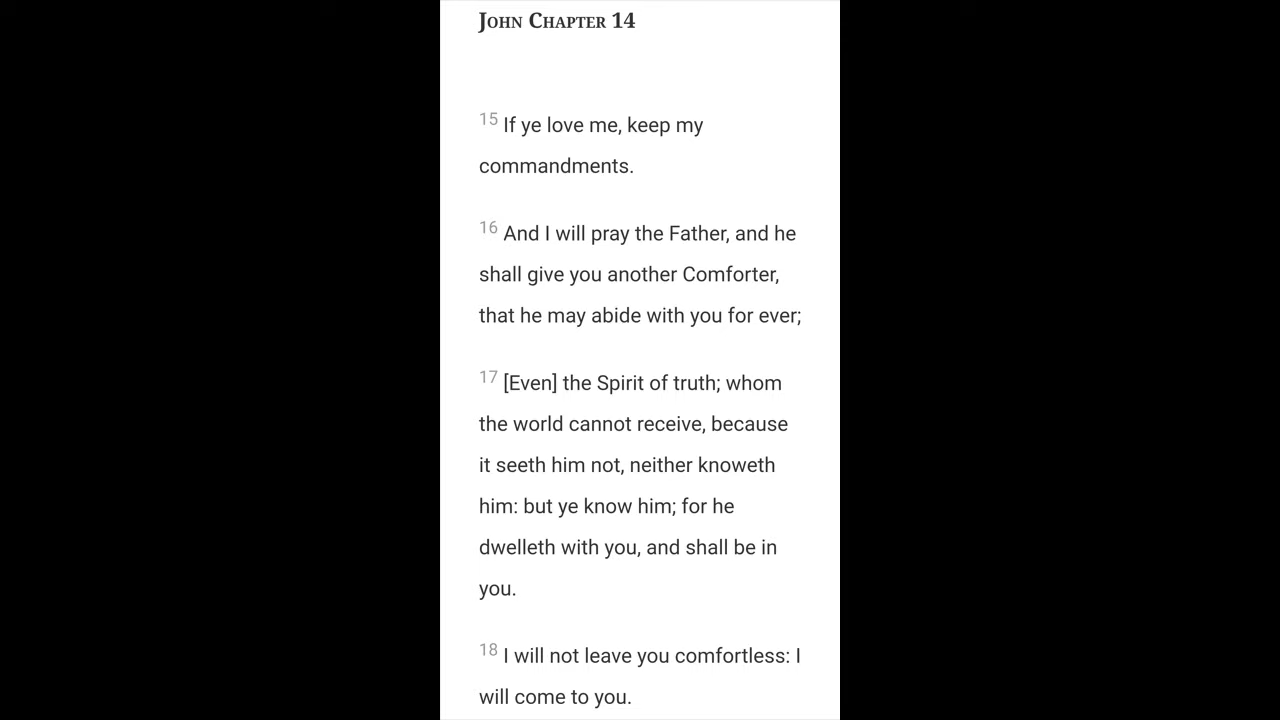 John Chapter 14
15 If ye love me, keep my
commandments.
16 And I will pray the Father, and he
shall give you another Comforter,
that he may abide with you for ever;
17 [Even] the Spirit of truth; whom
the world cannot receive, because
it seeth him not, neither knoweth
him: but ye know him; for he
dwelleth with you, and shall be in
you.
18 I will not leave you comfortless: I
will come to you.